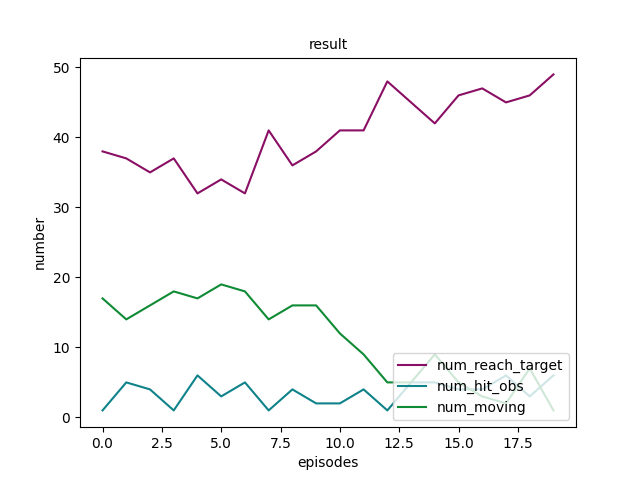 result
50
40
30
20
10
0
number
0.0 2.5 5.0 7.5 10.0 12.5 15.0 17.5
episodes
num_reach_target
num_hit_obs
num_moving